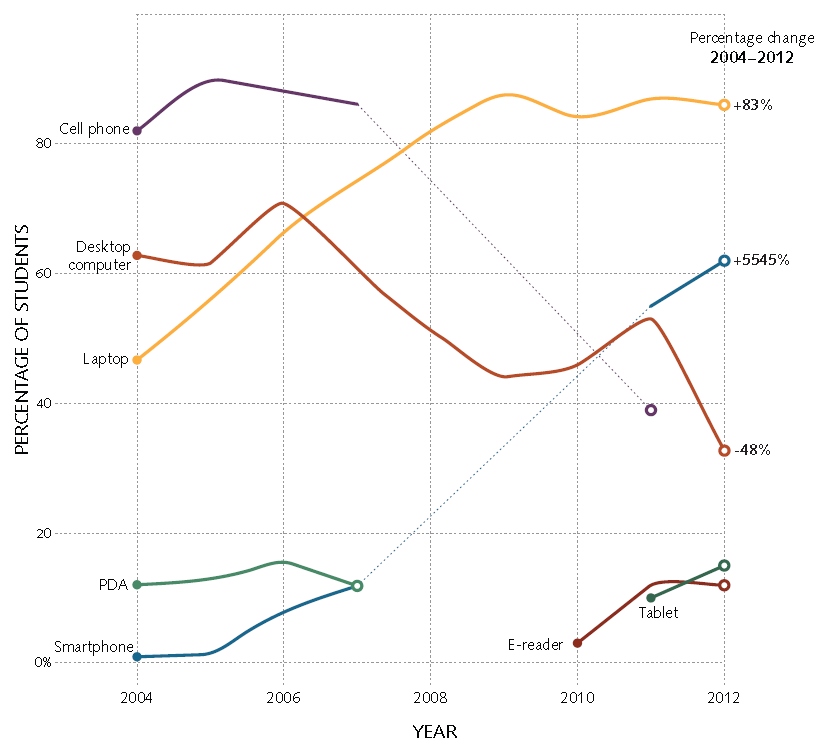 Percentage change
2004–2012
+83%
Cell phone
80
Desktop
computer
+5545%
60
Laptop
PERCENTAGE OF STUDENTS
40
-48%
20
PDA
Tablet
Smartphone
E-reader
0%
2004
2006
2008
2010
2012
YEAR